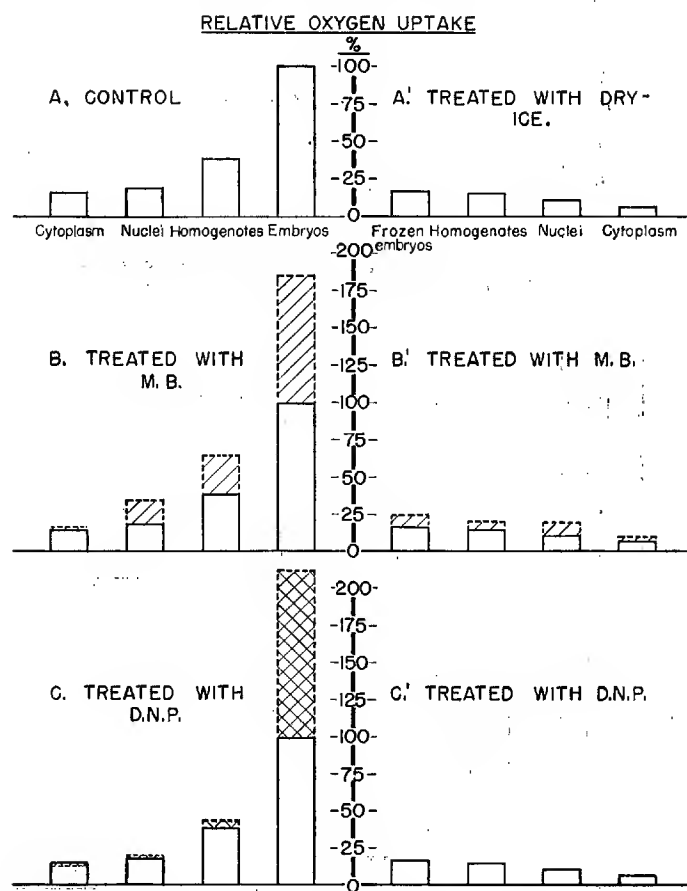 RELATIVE OXYGEN UPTAKE
%
A. CONTROL
A.' TREATED WITH DRY-
ICE.
-100-
-75-
-50-
-25-
0
Cytoplasm Nuclei Homogenotes Embryos
Frozen embryos Homogenates Nuclei Cytoplasm
B. TREATED WITH
M. B.
B.' TREATED WITH M. B.
-200-
-175-
-150-
-125-
-100-
-75-
-50-
-25-
0
C. TREATED WITH
D.N.P.
C.' TREATED WITH D.N.P.
-200-
-175-
-150-
-125-
-100-
-75-
-50-
-25-
0